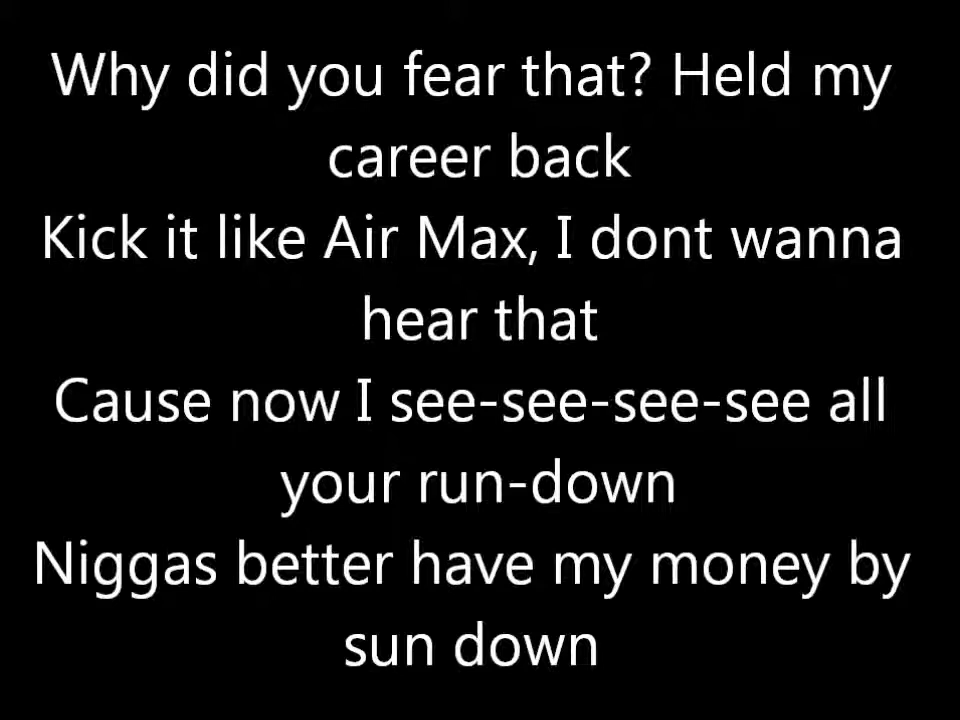 Why did you fear that? Held my
career back
Kick it like Air Max, I dont wanna
hear that
Cause now I see-see-see-see all
your run-down
Niggas better have my money by
sun down